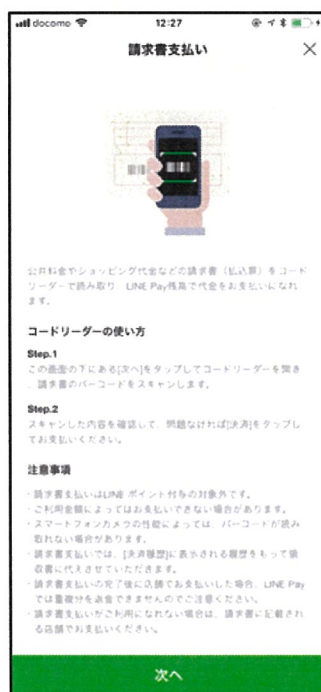 docomo 12:27
請求書支払い
公共料金やショッピング代金などの請求書（払込票）をコード
リーダーで読み取り、LINE Pay残高で代金をお支払いになれ
ます。
コードリーダーの使い方
Step.1
この画面の下にある[次へ]をタップしてコードリーダーを開き
、請求書のバーコードをスキャンします。
Step.2
スキャンした内容を確認して、問題なければ[決済]をタップし
てお支払いください。
注意事項
・請求書支払いはLINE ポイント付与の対象外です。
・ご利用金額によってはお支払いできない場合があります。
・スマートフォンカメラの性能によっては、バーコードが読み
取れない場合があります。
・請求書支払いでは、[決済履歴]に表示される履歴をもって領
収書に代えさせていただきます。
・請求書支払いの完了後に店舗でお支払いした場合、LINE Pay
では重複分を返金できませんのでご注意ください。
・請求書支払いがご利用になれない場合は、請求書に記載され
る店舗でお支払いください。
次へ